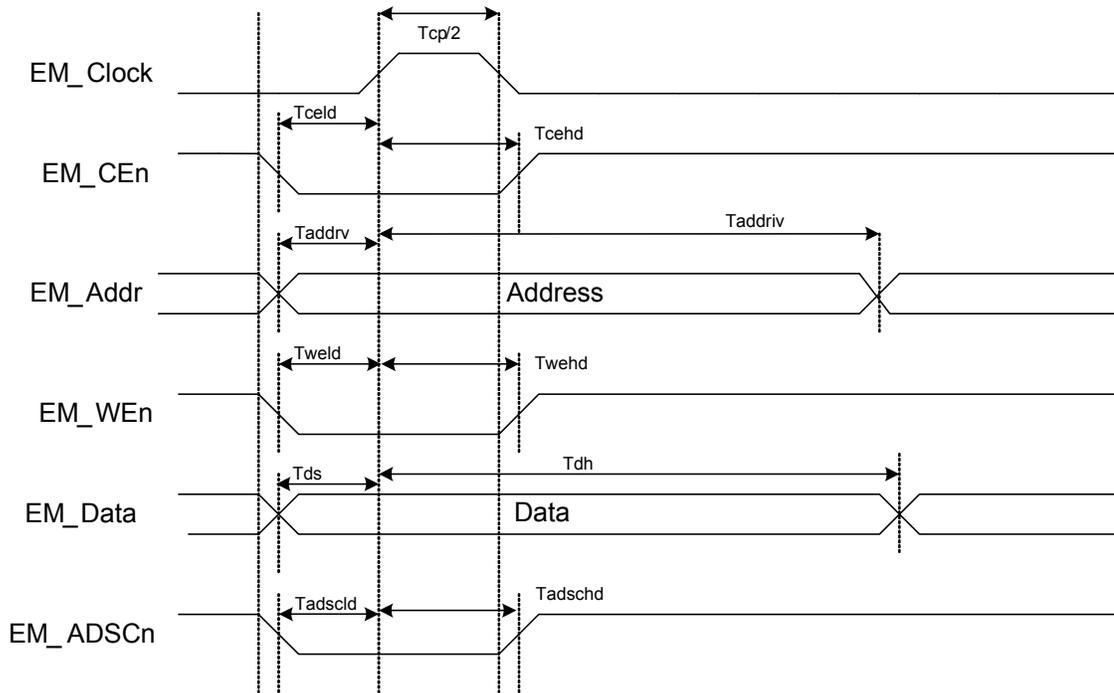 Tcp/2
EM_Clock
Tceld
Tcehd
EM_CEn
Taddrv
Taddriv
EM_Addr
Address
Tweld
Twehd
EM_WEn
Tds
Tdh
EM_Data
Data
Tadscld
Tadschd
EM_ADSCn